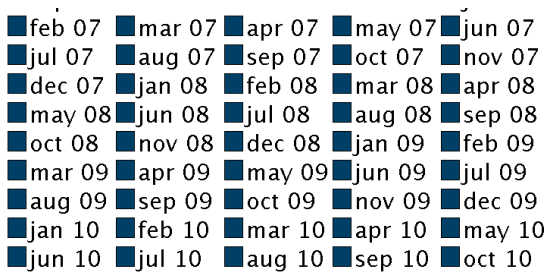 feb 07 mar 07 apr 07 may 07 jun 07
jul 07 aug 07 sep 07 oct 07 nov 07
dec 07 jan 08 feb 08 mar 08 apr 08
may 08 jun 08 jul 08 aug 08 sep 08
oct 08 nov 08 dec 08 jan 09 feb 09
mar 09 apr 09 may 09 jun 09 jul 09
aug 09 sep 09 oct 09 nov 09 dec 09
jan 10 feb 10 mar 10 apr 10 may 10
jun 10 jul 10 aug 10 sep 10 oct 10